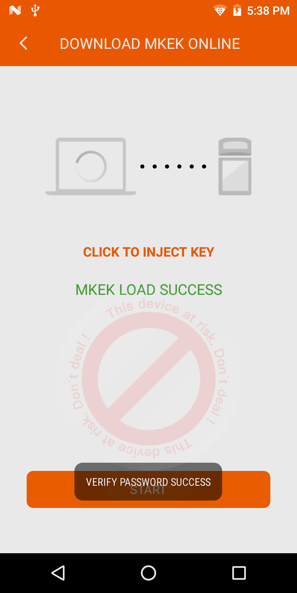 5:38 PM
DOWNLOAD MKEK ONLINE
CLICK TO INJECT KEY
MKEK LOAD SUCCESS
This device at risk. Don't deal !
This device at risk. Don't deal !
VERIFY PASSWORD SUCCESS
START